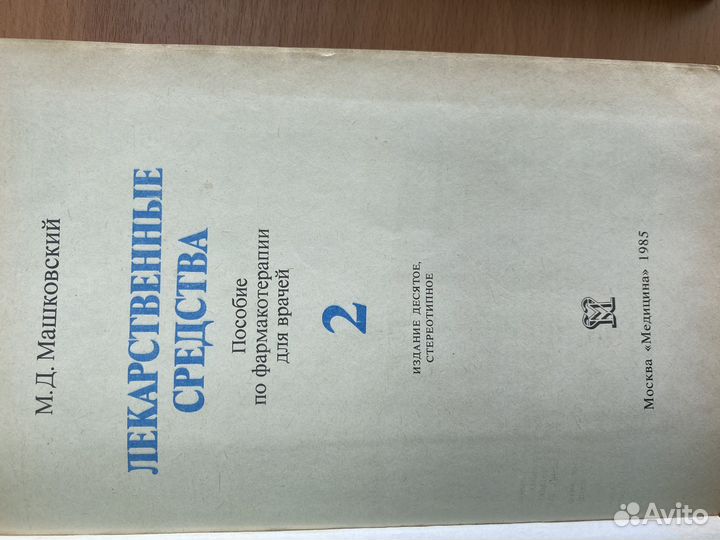 М. Д. Машковский
ЛЕКАРСТВЕННЫЕ
СРЕДСТВА
Пособие
по фармакотерапии
для врачей
2
ИЗДАНИЕ ДЕСЯТОЕ,
СТЕРЕОТИПНОЕ
М
Москва «Медицина» 1985
Avito